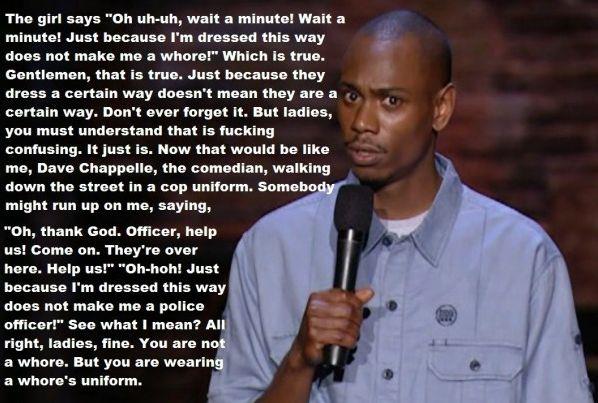 The girl says "Oh uh-uh, wait a minute! Wait a
minute! Just because I'm dressed this way
does not make me a whore!" Which is true.
Gentlemen, that is true. Just because they
dress a certain way doesn't mean they are a
certain way. Don't ever forget it. But ladies,
you must understand that is fucking
confusing. It just is. Now that would be like
me, Dave Chappelle, the comedian, walking
down the street in a cop uniform. Somebody
might run up on me, saying,
"Oh, thank God. Officer, help
us! Come on. They're over
here. Help us!" "Oh-hoh! Just
because I'm dressed this way
does not make me a police
officer!" See what I mean? All
right, ladies, fine. You are not
a whore. But you are wearing
a whore's uniform.